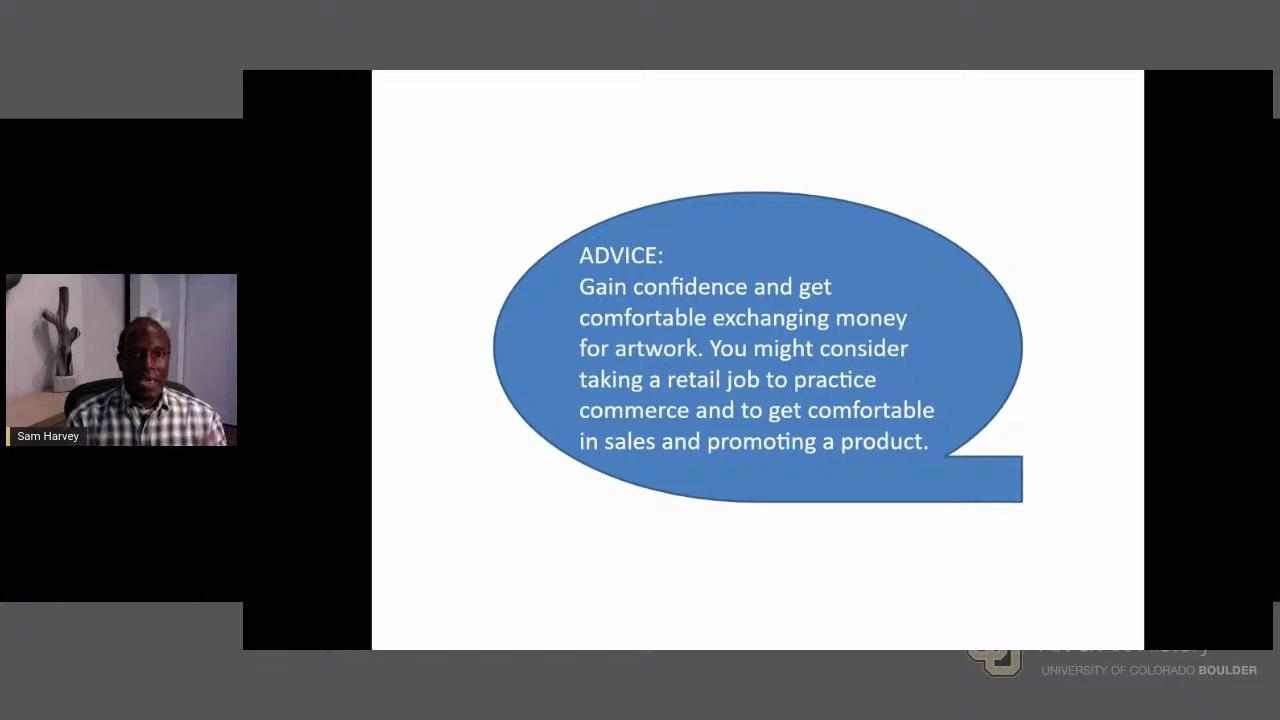 ADVICE:
Gain confidence and get
comfortable exchanging money
for artwork. You might consider
taking a retail job to practice
commerce and to get comfortable
in sales and promoting a product.
Sam Harvey
UNIVERSITY OF COLORADO BOULDER